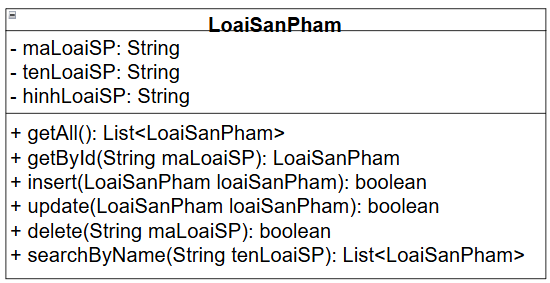 LoaiSanPham
- maLoaiSP: String
- tenLoaiSP: String
- hinhLoaiSP: String
+ getAll(): List<LoaiSanPham>
+ getById(String maLoaiSP): LoaiSanPham
+ insert(LoaiSanPham loaiSanPham): boolean
+ update(LoaiSanPham loaiSanPham): boolean
+ delete(String maLoaiSP): boolean
+ searchByName(String tenLoaiSP): List<LoaiSanPham>